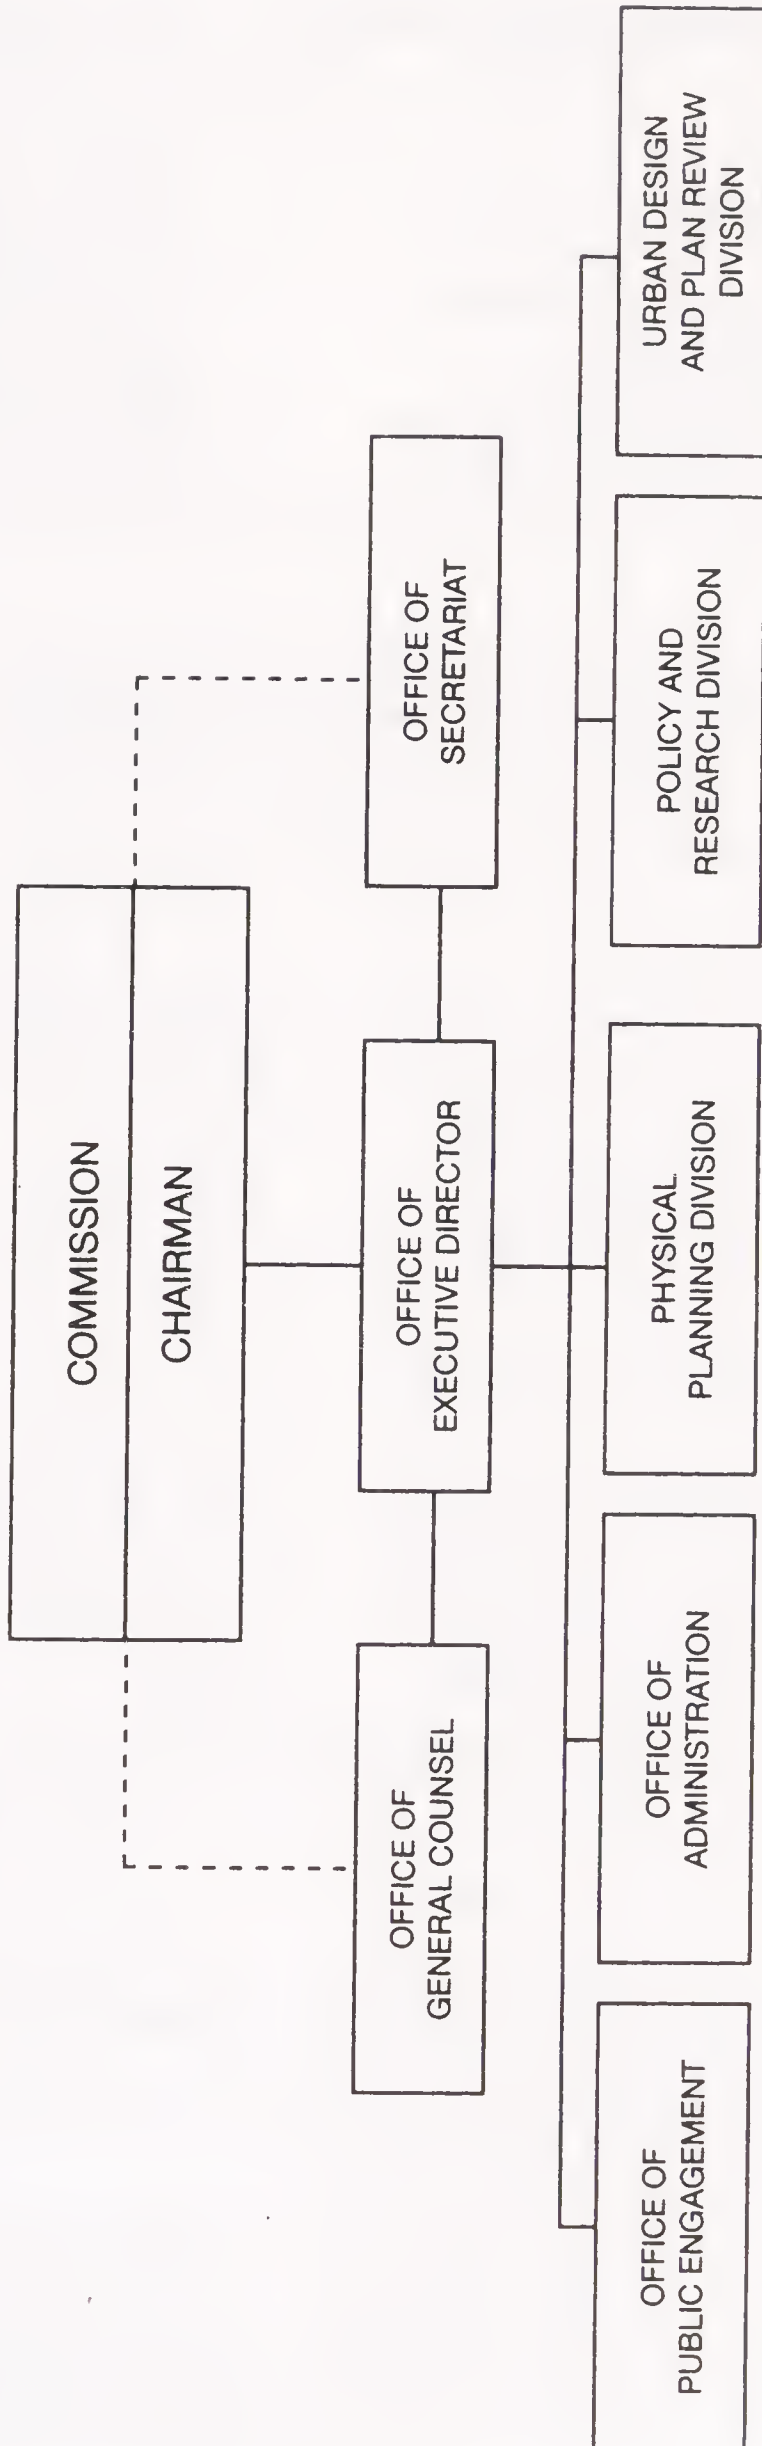 COMMISSION
CHAIRMAN
OFFICE OF
GENERAL COUNSEL
OFFICE OF
EXECUTIVE DIRECTOR
OFFICE OF
SECRETARIAT
OFFICE OF
PUBLIC ENGAGEMENT
OFFICE OF
ADMINISTRATION
PHYSICAL
PLANNING DIVISION
POLICY AND
RESEARCH DIVISION
URBAN DESIGN
AND PLAN REVIEW
DIVISION